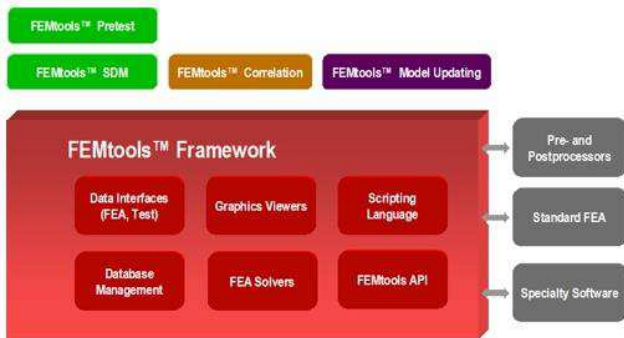 FEMtools™ Pretest
FEMtools™ SDM
FEMtools™ Correlation
FEMtools™ Model Updating
FEMtools™ Framework
Data Interfaces
(FEA, Test)
Graphics Viewers
Scripting
Language
Database
Management
FEA Solvers
FEMtools API
Pre- and
Postprocessors
Standard FEA
Specialty Software